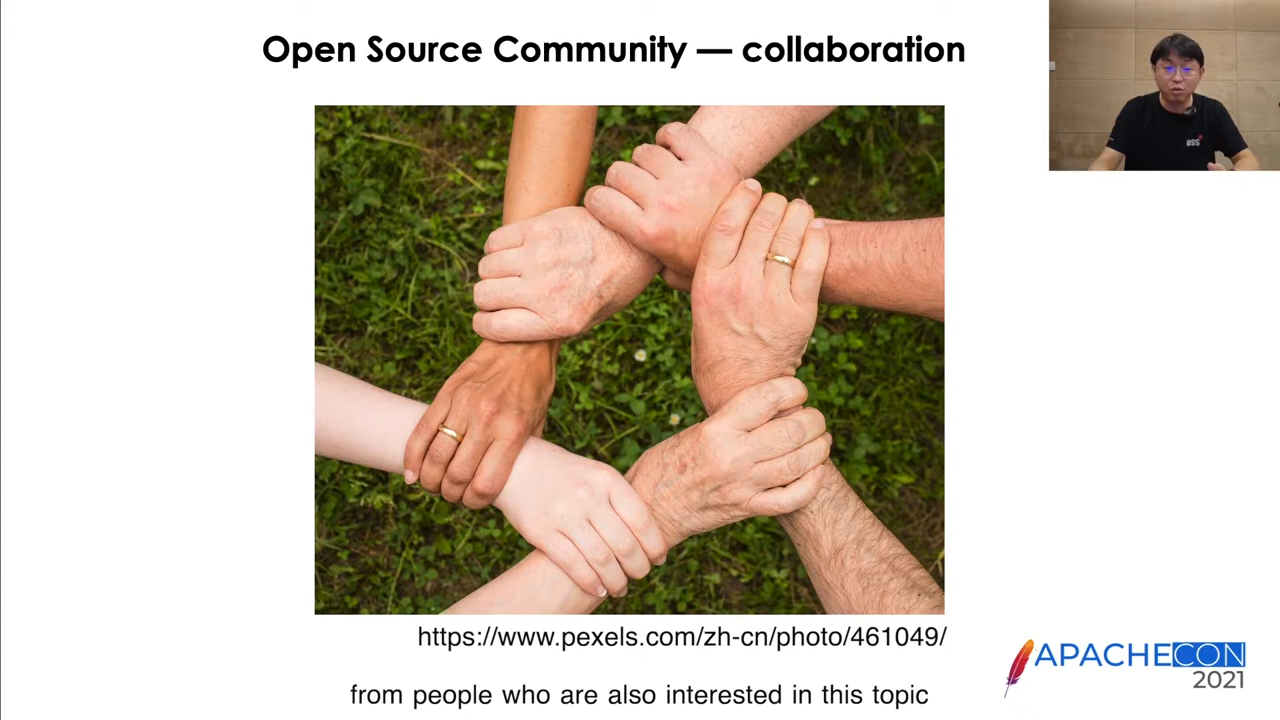 Open Source Community — collaboration
ess
https://www.pexels.com/zh-cn/photo/461049/
APACHECON
2021
from people who are also interested in this topic